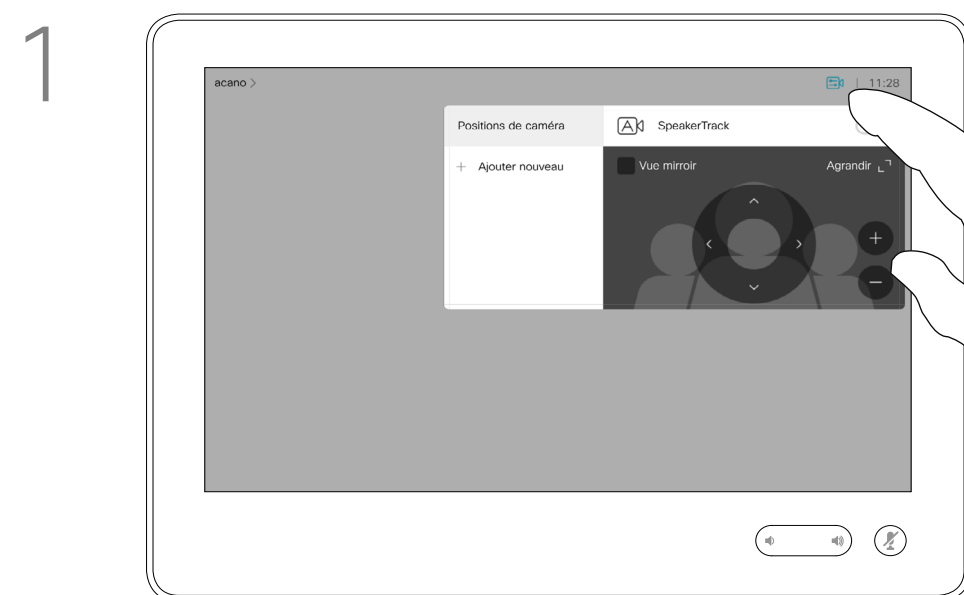 1
acano >
11:28
Positions de caméra
SpeakerTrack
+ Ajouter nouveau
Vue mirroir
Agrandir